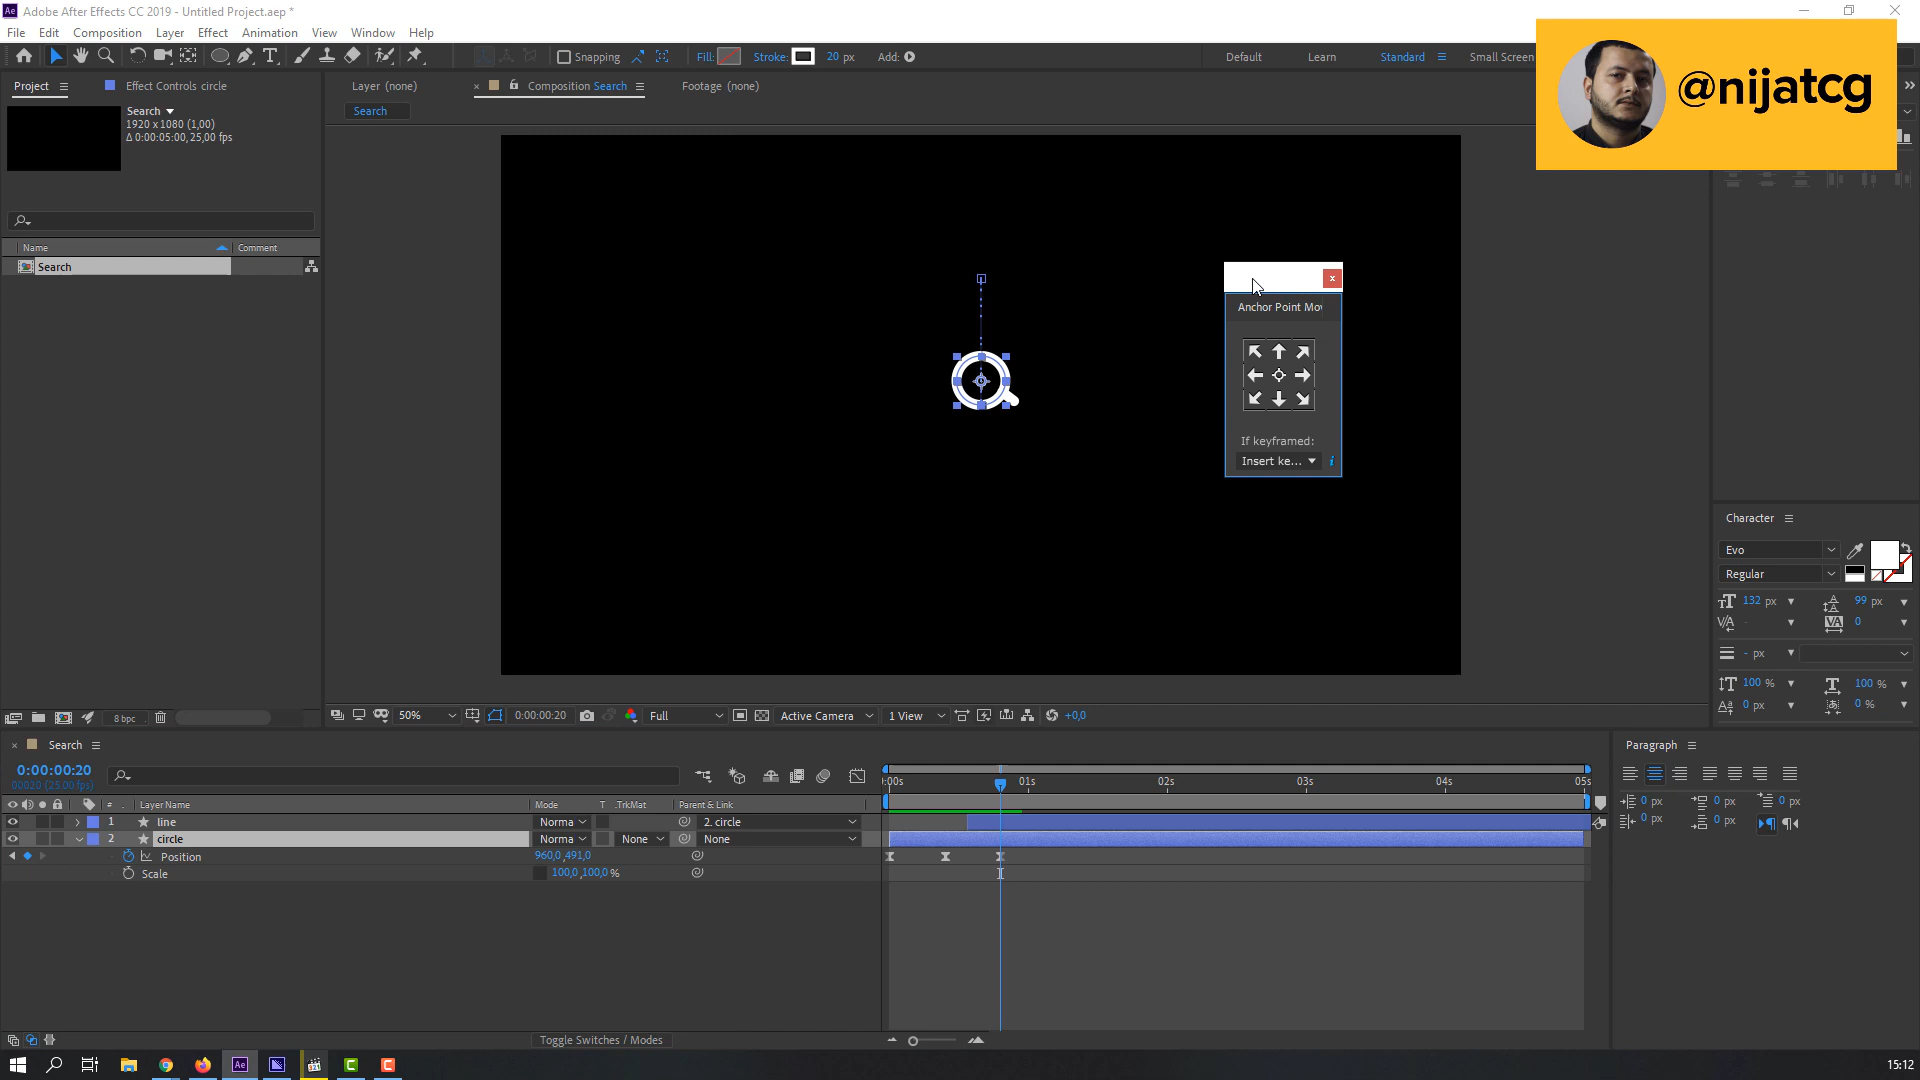 Adobe After Effects CC 2019 - Untitled Project.aep *
File Edit Composition Layer Effect Animation View Window Help
Snapping Fill: Stroke: 20 px Add: Default Learn Standard Small Screen
@nijatcg
Project Effect Controls circle Layer (none) Composition Search Footage (none)
Search
Search
1920 x 1080 (1,00)
Δ 0:00:05:00, 25,00 fps
Name Comment
Search
Anchor Point Mov
If keyframed:
Insert ke...
Character
Evo
Regular
132 px 99 px
0
- px
100 % 100 %
0 px 0 %
8 bpc 50% 0:00:00:20 Full Active Camera 1 View +0,0
Search
0:00:00:20
00020 (25.00 fps)
:00s 01s 02s 03s 04s 05s
# Layer Name Mode T .TrkMat Parent & Link
1 line Norma 2. circle
2 circle Norma None None
Position 960,0,491,0
Scale 100,0,100,0 %
Toggle Switches / Modes
Paragraph
0 px 0 px 0 px
0 px 0 px
15:12